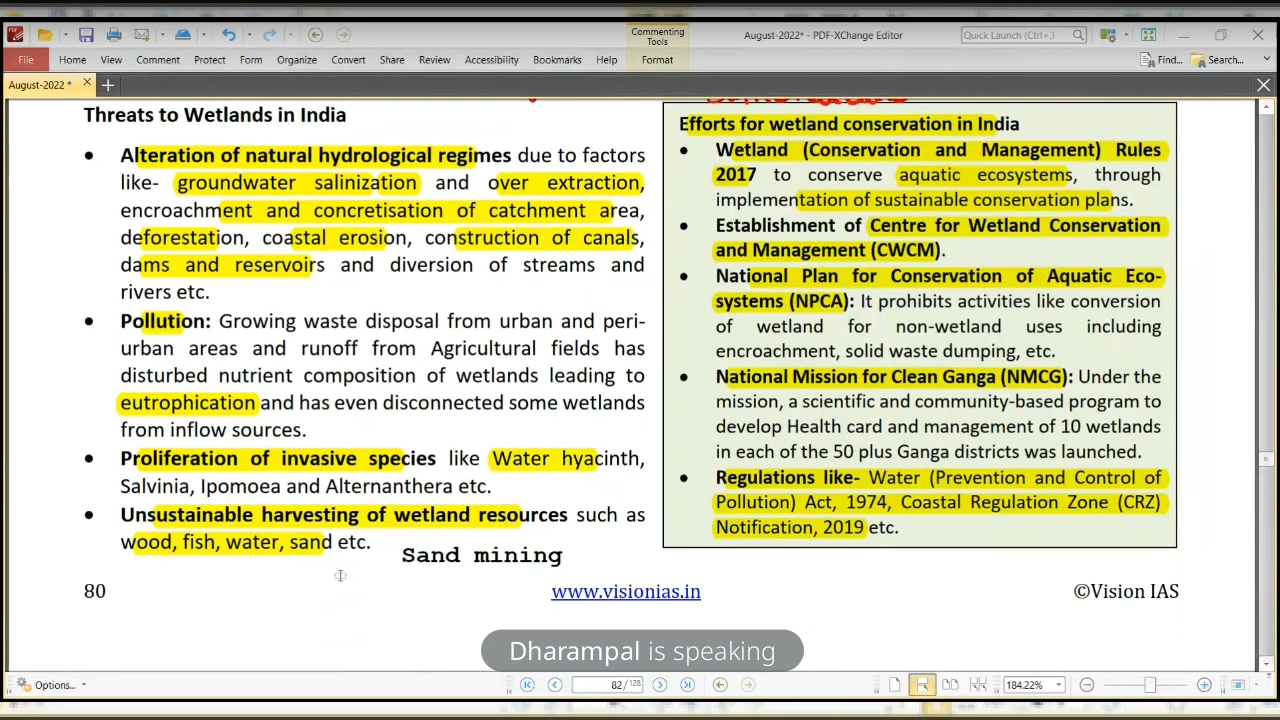 Commenting Tools
August-2022* - PDF-XChange Editor
Quick Launch (Ctrl+.)
File Home View Comment Protect Form Organize Convert Share Review Accessibility Bookmarks Help Format
Find... Search...
August-2022 *
Threats to Wetlands in India
• Alteration of natural hydrological regimes due to factors
like- groundwater salinization and over extraction,
encroachment and concretisation of catchment area,
deforestation, coastal erosion, construction of canals,
dams and reservoirs and diversion of streams and
rivers etc.
• Pollution: Growing waste disposal from urban and peri-
urban areas and runoff from Agricultural fields has
disturbed nutrient composition of wetlands leading to
eutrophication and has even disconnected some wetlands
from inflow sources.
• Proliferation of invasive species like Water hyacinth,
Salvinia, Ipomoea and Alternanthera etc.
• Unsustainable harvesting of wetland resources such as
wood, fish, water, sand etc.
Sand mining
Efforts for wetland conservation in India
• Wetland (Conservation and Management) Rules
2017 to conserve aquatic ecosystems, through
implementation of sustainable conservation plans.
• Establishment of Centre for Wetland Conservation
and Management (CWCM).
• National Plan for Conservation of Aquatic Eco-
systems (NPCA): It prohibits activities like conversion
of wetland for non-wetland uses including
encroachment, solid waste dumping, etc.
• National Mission for Clean Ganga (NMCG): Under the
mission, a scientific and community-based program to
develop Health card and management of 10 wetlands
in each of the 50 plus Ganga districts was launched.
• Regulations like- Water (Prevention and Control of
Pollution) Act, 1974, Coastal Regulation Zone (CRZ)
Notification, 2019 etc.
80 www.visionias.in ©Vision IAS
Dharampal is speaking
Options... 82 / 128 184.22%